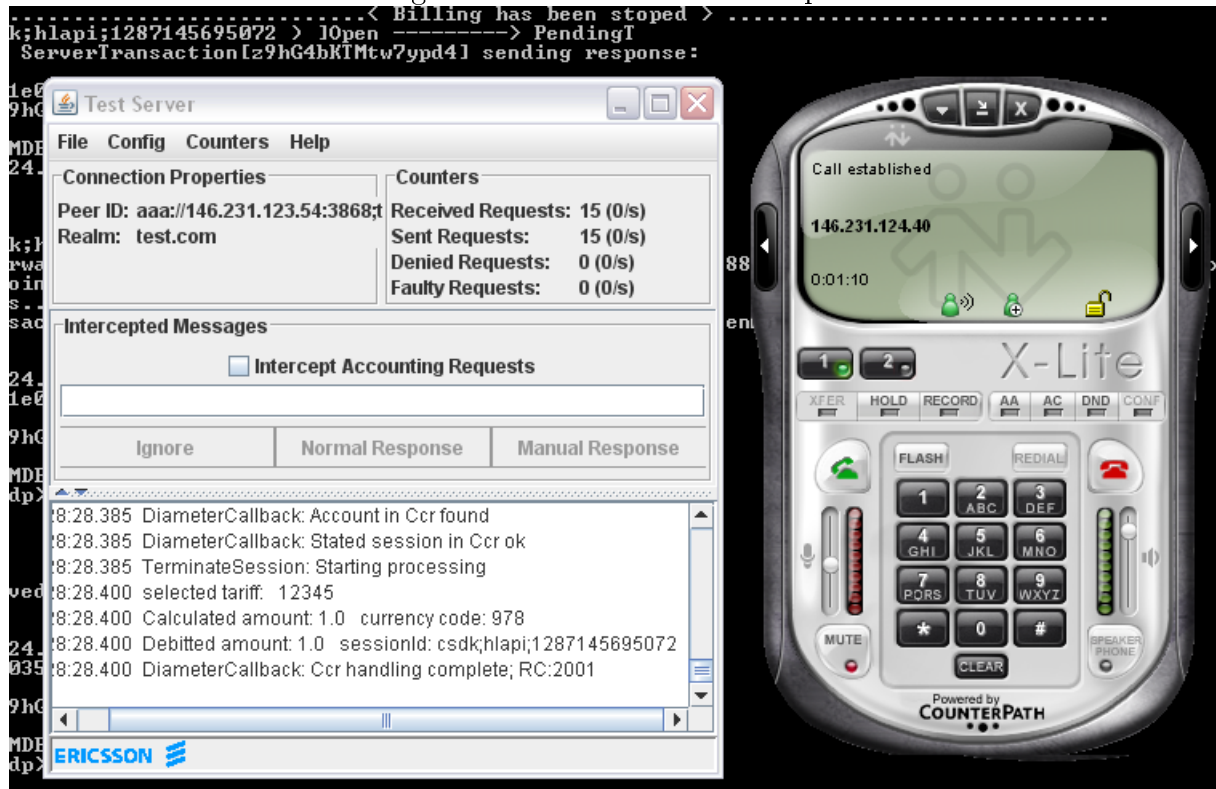 ..............................< Billing has been stoped > ................................
k;hlapi;1287145695072 > ]Open ----------> PendingT
ServerTransaction[z9hG4bKTMtw7ypd4] sending response:
Test Server
File Config Counters Help
Connection Properties
Peer ID: aaa://146.231.123.54:3868;t
Realm: test.com
Counters
Received Requests: 15 (0/s)
Sent Requests: 15 (0/s)
Denied Requests: 0 (0/s)
Faulty Requests: 0 (0/s)
Intercepted Messages
Intercept Accounting Requests
Ignore Normal Response Manual Response
8:28.385 DiameterCallback: Account in Ccr found
8:28.385 DiameterCallback: Stated session in Ccr ok
8:28.385 TerminateSession: Starting processing
8:28.400 selected tariff: 12345
8:28.400 Calculated amount: 1.0 currency code: 978
8:28.400 Debitted amount: 1.0 sessionId: csdk;hlapi;1287145695072
8:28.400 DiameterCallback: Ccr handling complete; RC:2001
ERICSSON
Call established
146.231.124.40
0:01:10
1 2
X-Lite
XFER HOLD RECORD AA AC DND CONF
FLASH REDIAL
1 2 ABC 3 DEF
4 GHI 5 JKL 6 MNO
7 PQRS 8 TUV 9 WXYZ
* 0 #
MUTE
SPEAKER PHONE
CLEAR
Powered by
COUNTERPATH